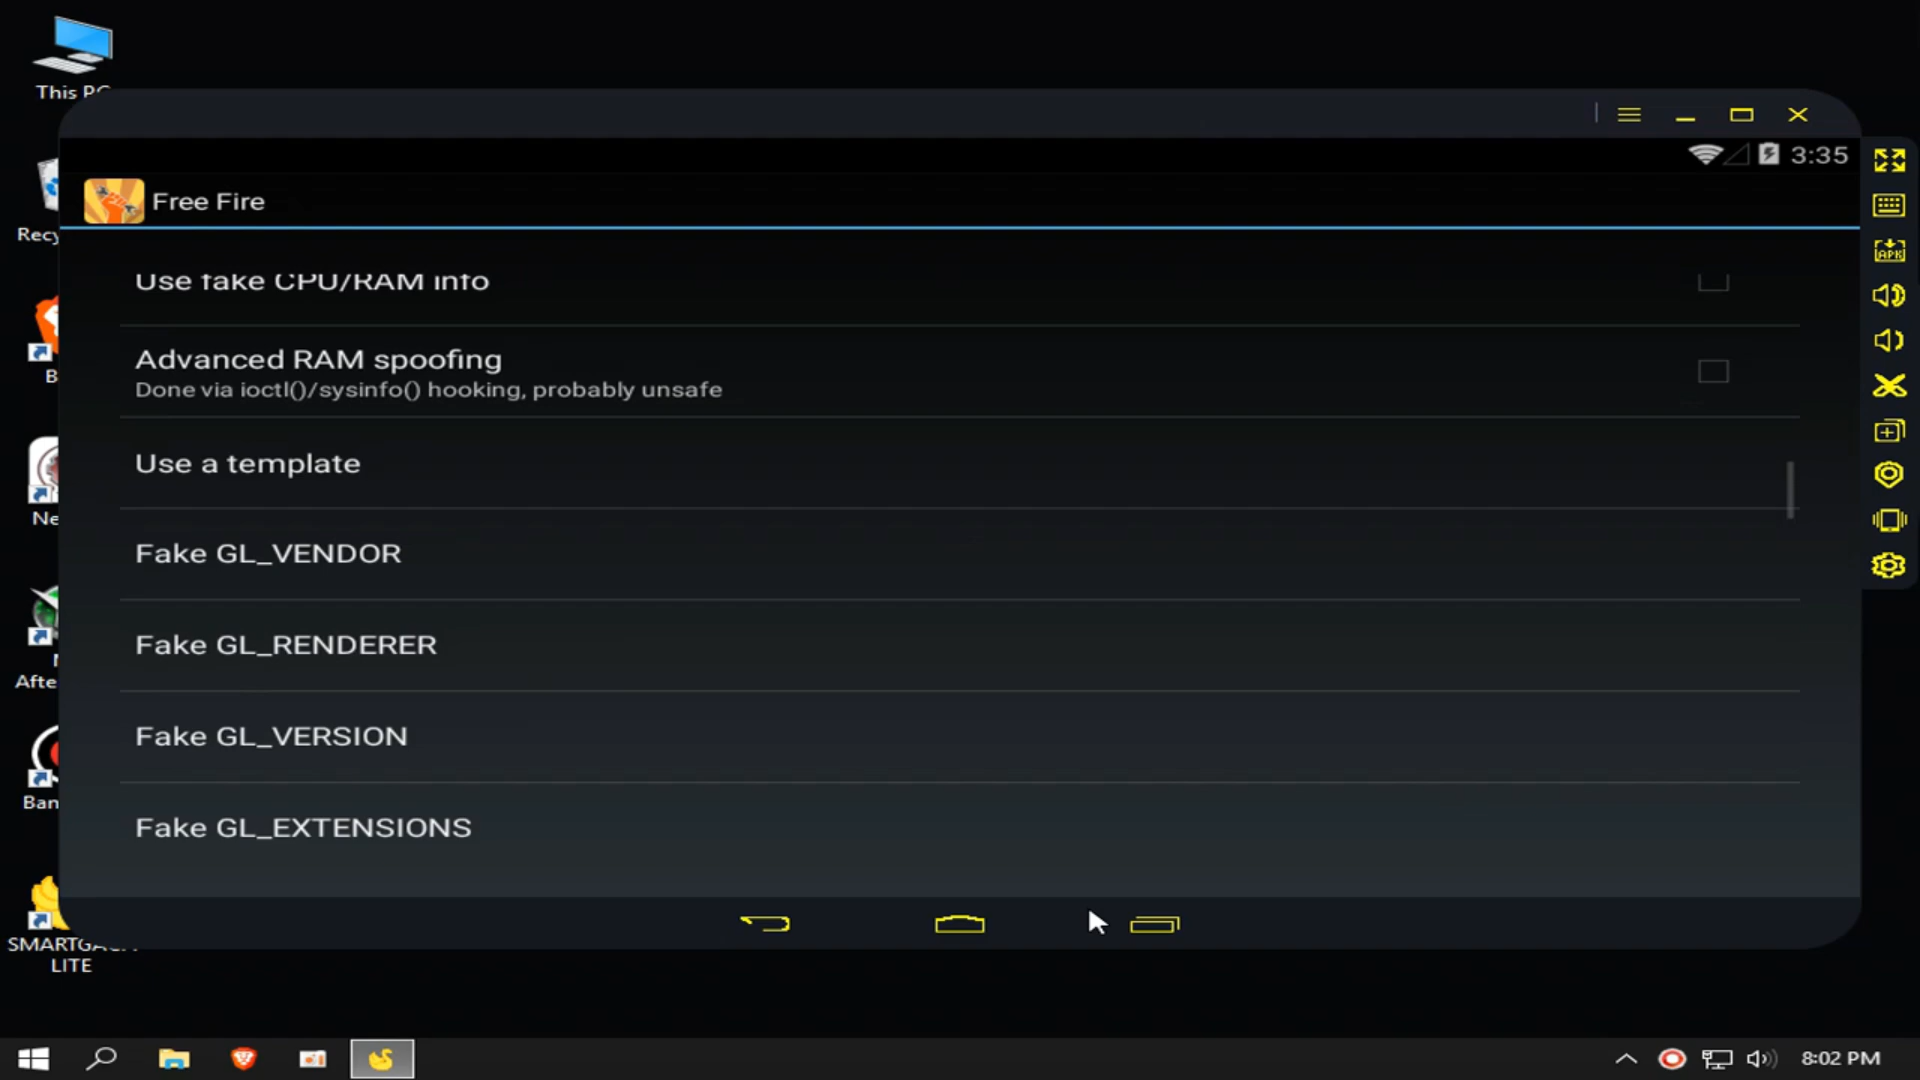 This PC
3:35
Free Fire
Recy
Use fake CPU/RAM info
Advanced RAM spoofing
Done via ioctl()/sysinfo() hooking, probably unsafe
APK
B
Use a template
Ne
Fake GL_VENDOR
Fake GL_RENDERER
Afte
Fake GL_VERSION
Ban
Fake GL_EXTENSIONS
LITE
8:02 PM